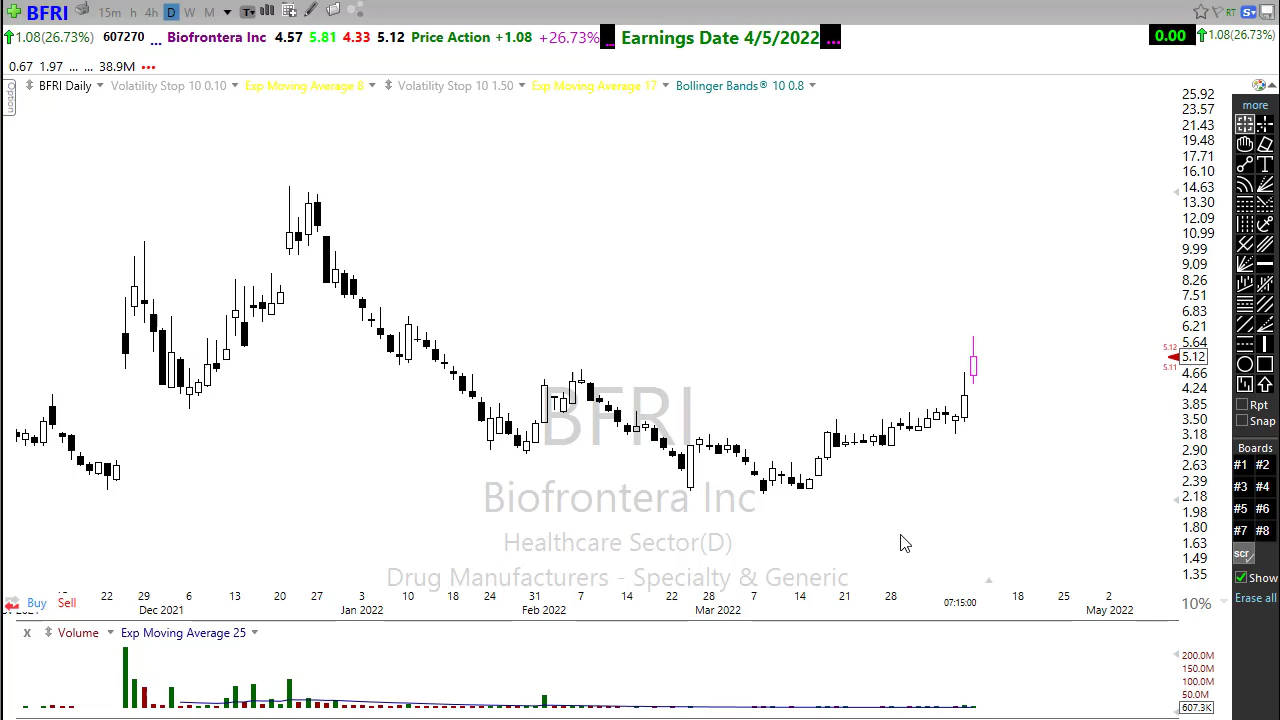 BFRI 15m h 4h D W M T RT S
1.08(26.73%) 607270 ... Biofrontera Inc 4.57 5.81 4.33 5.12 Price Action +1.08 +26.73% ... Earnings Date 4/5/2022 ... 0.00 1.08(26.73%)
0.67 1.97 ... ... 38.9M ...
Option
BFRI Daily Volatility Stop 10 0.10 Exp Moving Average 8 Volatility Stop 10 1.50 Exp Moving Average 17 Bollinger Bands® 10 0.8
25.92
23.57
21.43
19.48
17.71
16.10
14.63
13.30
12.09
10.99
9.99
9.09
8.26
7.51
6.83
6.21
5.64
5.12
5.12
5.11
4.66
4.24
3.85
3.50
3.18
2.90
2.63
2.39
2.18
1.98
1.80
1.63
1.49
1.35
10%
more
T
Rpt
Snap
Boards
#1 #2
#3 #4
#5 #6
#7 #8
scr
Show
Erase all
BFRI
Biofrontera Inc
Healthcare Sector(D)
Drug Manufacturers - Specialty & Generic
22 29 6 13 20 27 3 10 18 24 31 7 14 22 28 7 14 21 28 07:15:00 18 25 2
Buy Sell
2021 Dec 2021 Jan 2022 Feb 2022 Mar 2022 May 2022
x Volume Exp Moving Average 25
200.0M
150.0M
100.0M
50.0M
607.3K